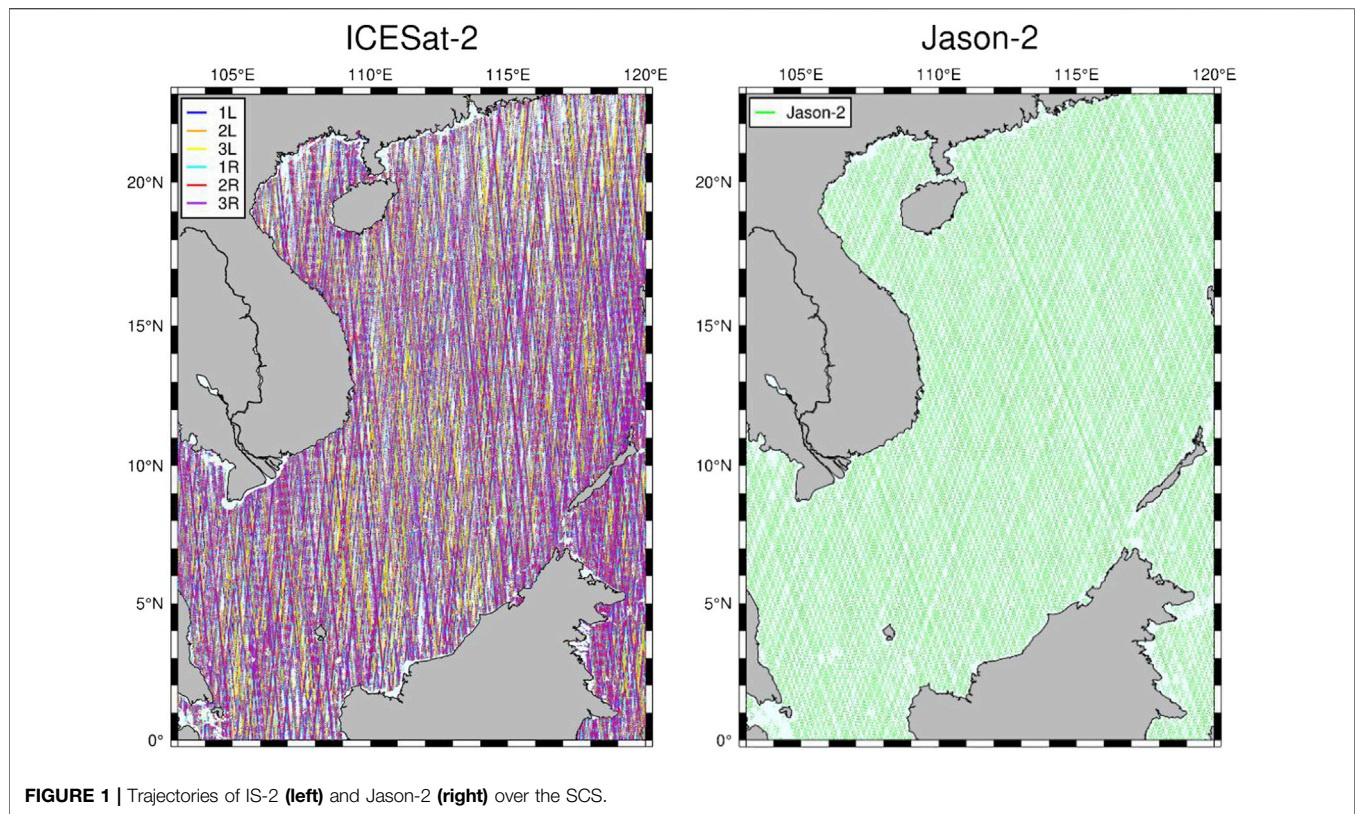 ICESat-2
105°E 110°E 115°E 120°E
1L
2L
3L
1R
2R
3R
20°N
15°N
10°N
5°N
0°
Jason-2
105°E 110°E 115°E 120°E
Jason-2
20°N
15°N
10°N
5°N
0°
FIGURE 1 | Trajectories of IS-2 (left) and Jason-2 (right) over the SCS.